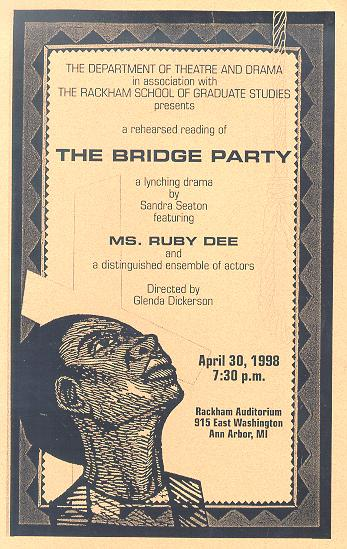 THE DEPARTMENT OF THEATRE AND DRAMA
in association with
THE RACKHAM SCHOOL OF GRADUATE STUDIES
presents
a rehearsed reading of
THE BRIDGE PARTY
a lynching drama
by
Sandra Seaton
featuring
MS. RUBY DEE
and
a distinguished ensemble of actors
Directed by
Glenda Dickerson
April 30, 1998
7:30 p.m.
Rackham Auditorium
915 East Washington
Ann Arbor, MI